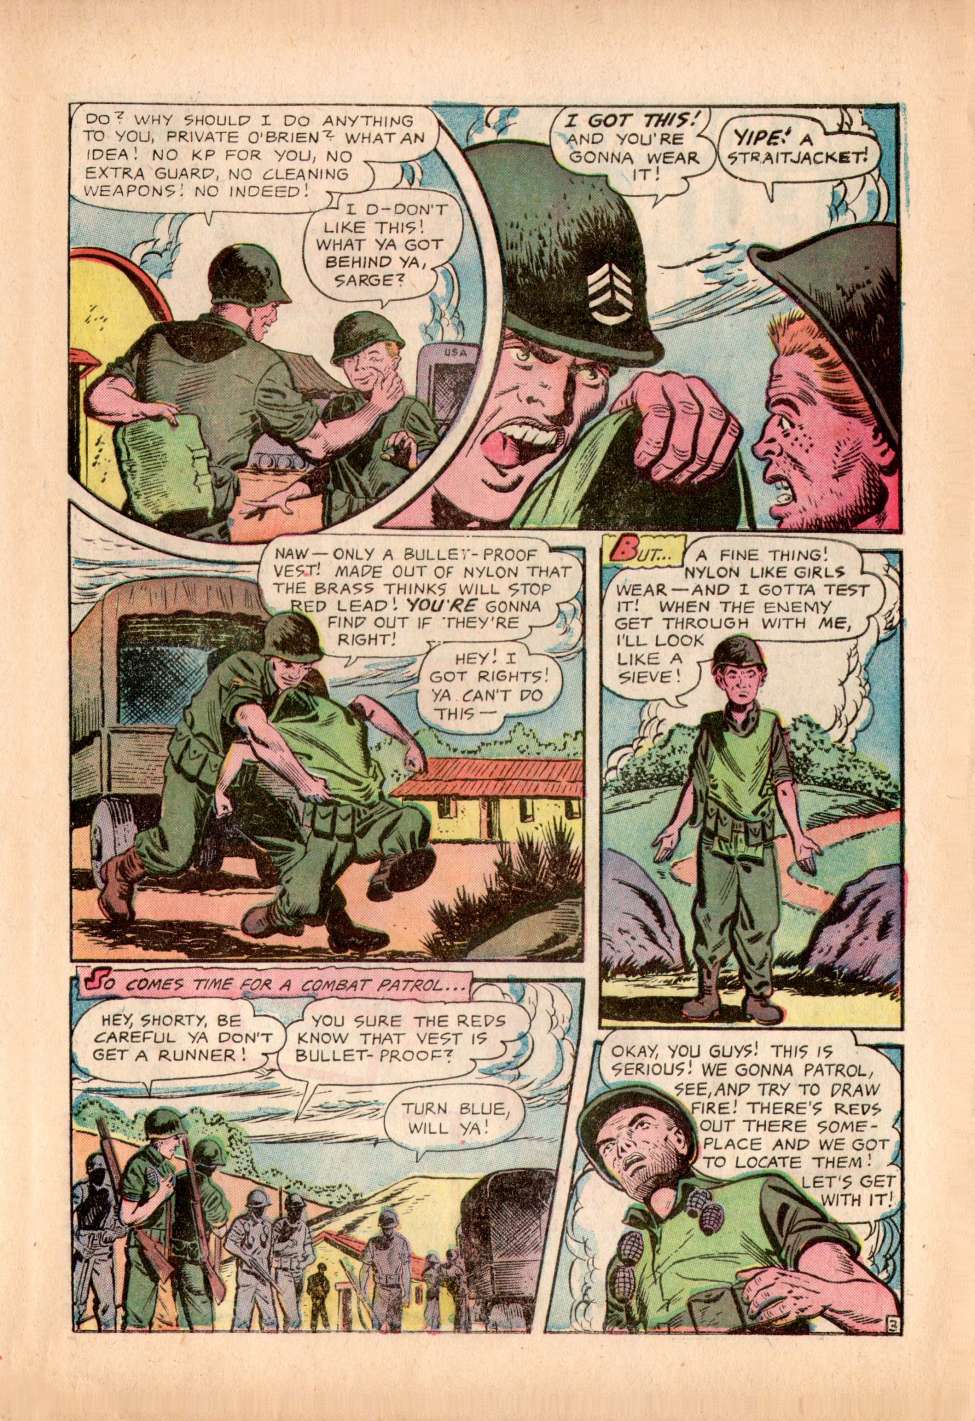 DO? WHY SHOULD I DO ANYTHING
TO YOU, PRIVATE O'BRIEN? WHAT AN
IDEA! NO KP FOR YOU, NO
EXTRA GUARD, NO CLEANING
WEAPONS! NO INDEED!
I D-DON'T
LIKE THIS!
WHAT YA GOT
BEHIND YA,
SARGE?
USA
I GOT THIS!
AND YOU'RE
GONNA WEAR
IT!
YIPE! A
STRAITJACKET!
NAW—ONLY A BULLET-PROOF
VEST! MADE OUT OF NYLON THAT
THE BRASS THINKS WILL STOP
RED LEAD! YOU'RE GONNA
FIND OUT IF THEY'RE
RIGHT!
HEY! I
GOT RIGHTS!
YA CAN'T DO
THIS—
BUT...
A FINE THING!
NYLON LIKE GIRLS
WEAR—AND I GOTTA TEST
IT! WHEN THE ENEMY
GET THROUGH WITH ME,
I'LL LOOK
LIKE A
SIEVE!
SO COMES TIME FOR A COMBAT PATROL...
HEY, SHORTY, BE
CAREFUL YA DON'T
GET A RUNNER!
YOU SURE THE REDS
KNOW THAT VEST IS
BULLET-PROOF?
TURN BLUE,
WILL YA!
OKAY, YOU GUYS! THIS IS
SERIOUS! WE GONNA PATROL,
SEE, AND TRY TO DRAW
FIRE! THERE'S REDS
OUT THERE SOME-
PLACE AND WE GOT
TO LOCATE THEM!
LET'S GET
WITH IT!
3